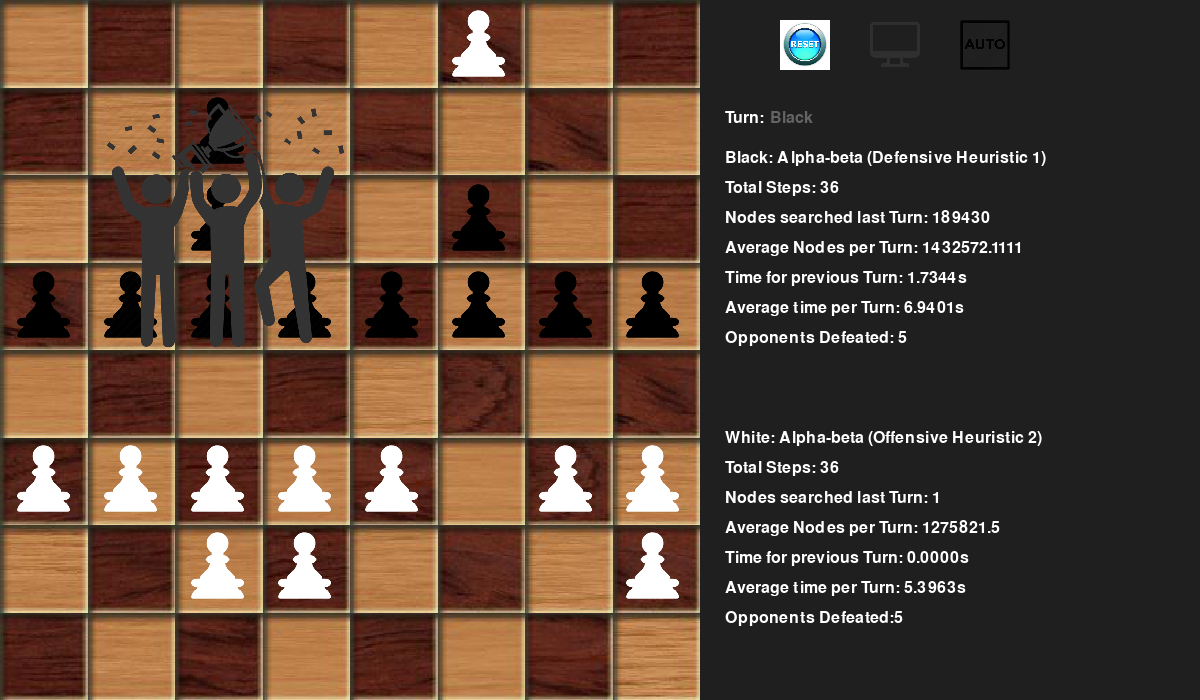 RESET
AUTO
Turn: Black
Black: Alpha-beta (Defensive Heuristic 1)
Total Steps: 36
Nodes searched last Turn: 189430
Average Nodes per Turn: 1432572.1111
Time for previous Turn: 1.7344s
Average time per Turn: 6.9401s
Opponents Defeated: 5
White: Alpha-beta (Offensive Heuristic 2)
Total Steps: 36
Nodes searched last Turn: 1
Average Nodes per Turn: 1275821.5
Time for previous Turn: 0.0000s
Average time per Turn: 5.3963s
Opponents Defeated:5